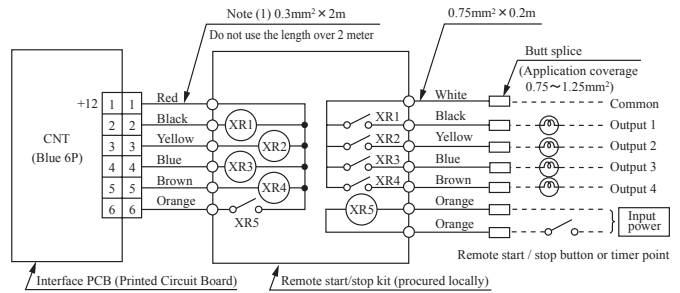 Note (1) 0.3mm² × 2m
Do not use the length over 2 meter
0.75mm² × 0.2m
Butt splice
(Application coverage
0.75～1.25mm²)
CNT
(Blue 6P)
+12
1 1 Red
2 2 Black
3 3 Yellow
4 4 Blue
5 5 Brown
6 6 Orange
XR1
XR2
XR3
XR4
XR5
White
Common
XR1 Black
Output 1
XR2 Yellow
Output 2
XR3 Blue
Output 3
XR4 Brown
Output 4
XR5
Orange
Orange
Input
power
Remote start / stop button or timer point
Interface PCB (Printed Circuit Board)
Remote start/stop kit (procured locally)